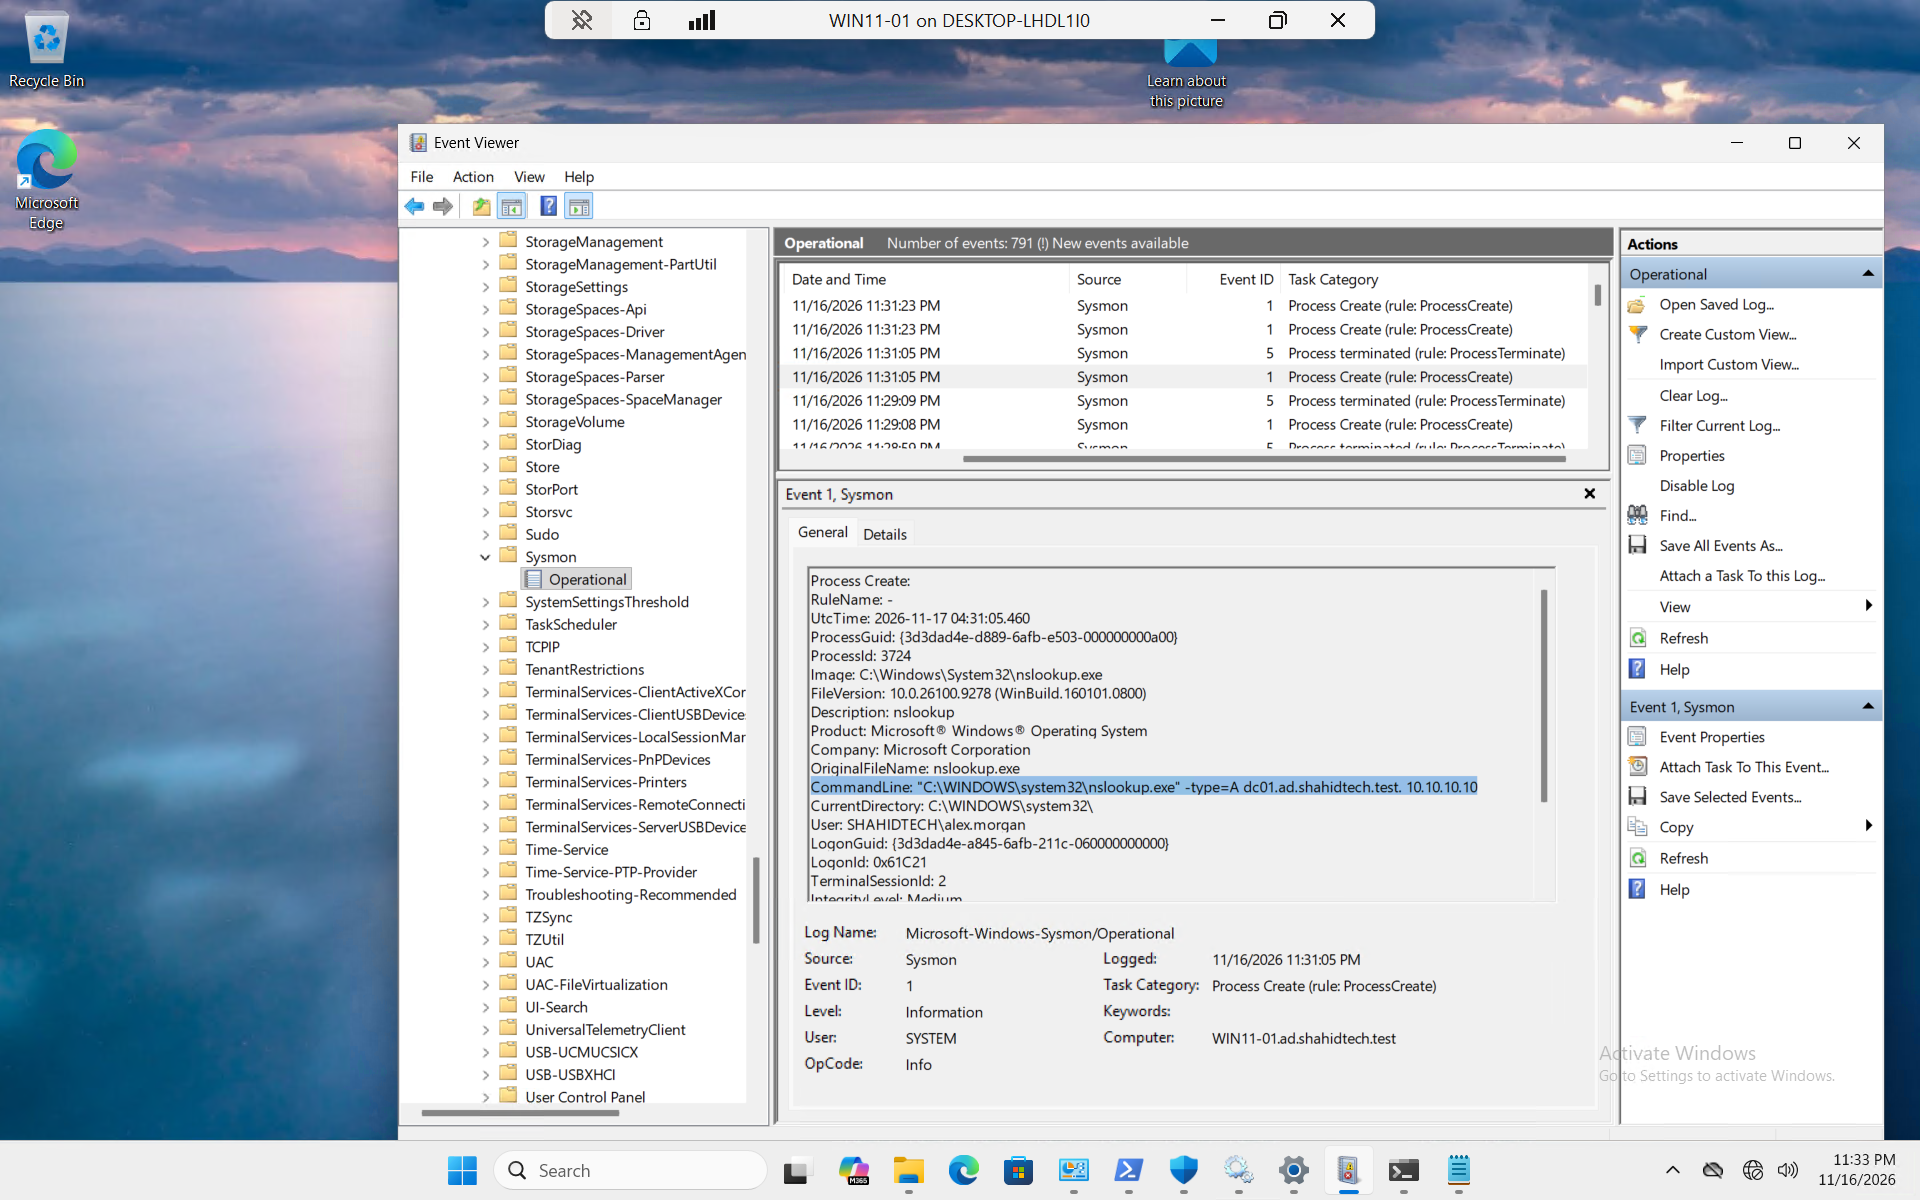 WIN11-01 on DESKTOP-LHDL1I0
Recycle Bin
Learn about
this picture
Microsoft
Edge
Event Viewer
File Action View Help
StorageManagement
StorageManagement-PartUtil
StorageSettings
StorageSpaces-Api
StorageSpaces-Driver
StorageSpaces-ManagementAgen
StorageSpaces-Parser
StorageSpaces-SpaceManager
StorageVolume
StorDiag
Store
StorPort
Storsvc
Sudo
Sysmon
Operational
SystemSettingsThreshold
TaskScheduler
TCPIP
TenantRestrictions
TerminalServices-ClientActiveXCor
TerminalServices-ClientUSBDevice
TerminalServices-LocalSessionMar
TerminalServices-PnPDevices
TerminalServices-Printers
TerminalServices-RemoteConnecti
TerminalServices-ServerUSBDevice
Time-Service
Time-Service-PTP-Provider
Troubleshooting-Recommended
TZSync
TZUtil
UAC
UAC-FileVirtualization
UI-Search
UniversalTelemetryClient
USB-UCMUCSICX
USB-USBXHCI
User Control Panel
Operational Number of events: 791 (!) New events available
Date and Time Source Event ID Task Category
11/16/2026 11:31:23 PM Sysmon 1 Process Create (rule: ProcessCreate)
11/16/2026 11:31:23 PM Sysmon 1 Process Create (rule: ProcessCreate)
11/16/2026 11:31:05 PM Sysmon 5 Process terminated (rule: ProcessTerminate)
11/16/2026 11:31:05 PM Sysmon 1 Process Create (rule: ProcessCreate)
11/16/2026 11:29:09 PM Sysmon 5 Process terminated (rule: ProcessTerminate)
11/16/2026 11:29:08 PM Sysmon 1 Process Create (rule: ProcessCreate)
11/16/2026 11:28:59 PM Sysmon 5 Process terminated (rule: ProcessTerminate)
Event 1, Sysmon
General Details
Process Create:
RuleName: -
UtcTime: 2026-11-17 04:31:05.460
ProcessGuid: {3d3dad4e-d889-6afb-e503-000000000a00}
ProcessId: 3724
Image: C:\Windows\System32\nslookup.exe
FileVersion: 10.0.26100.9278 (WinBuild.160101.0800)
Description: nslookup
Product: Microsoft® Windows® Operating System
Company: Microsoft Corporation
OriginalFileName: nslookup.exe
CommandLine: "C:\WINDOWS\system32\nslookup.exe" -type=A dc01.ad.shahidtech.test. 10.10.10.10
CurrentDirectory: C:\WINDOWS\system32\
User: SHAHIDTECH\alex.morgan
LogonGuid: {3d3dad4e-a845-6afb-211c-060000000000}
LogonId: 0x61C21
TerminalSessionId: 2
IntegrityLevel: Medium
Log Name: Microsoft-Windows-Sysmon/Operational
Source: Sysmon Logged: 11/16/2026 11:31:05 PM
Event ID: 1 Task Category: Process Create (rule: ProcessCreate)
Level: Information Keywords:
User: SYSTEM Computer: WIN11-01.ad.shahidtech.test
OpCode: Info
Actions
Operational
Open Saved Log...
Create Custom View...
Import Custom View...
Clear Log...
Filter Current Log...
Properties
Disable Log
Find...
Save All Events As...
Attach a Task To this Log...
View
Refresh
Help
Event 1, Sysmon
Event Properties
Attach Task To This Event...
Save Selected Events...
Copy
Refresh
Help
Activate Windows
Go to Settings to activate Windows.
Search
M365
11:33 PM
11/16/2026